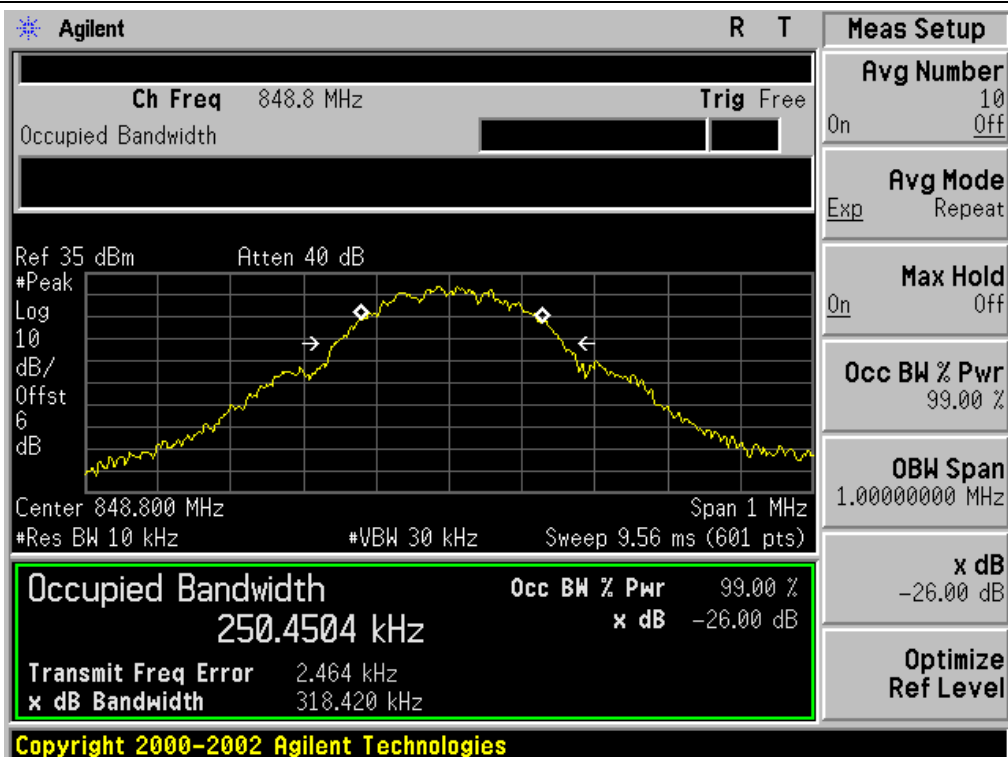 Agilent R T
Ch Freq 848.8 MHz Trig Free
Occupied Bandwidth
Ref 35 dBm Atten 40 dB
#Peak
Log
10
dB/
Offst
6
dB
Center 848.800 MHz Span 1 MHz
#Res BW 10 kHz #VBW 30 kHz Sweep 9.56 ms (601 pts)
Occupied Bandwidth
250.4504 kHz
Occ BW % Pwr 99.00 %
x dB -26.00 dB
Transmit Freq Error 2.464 kHz
x dB Bandwidth 318.420 kHz
Copyright 2000-2002 Agilent Technologies
Meas Setup
Avg Number
10
On Off
Avg Mode
Exp Repeat
Max Hold
On Off
Occ BW % Pwr
99.00 %
OBW Span
1.00000000 MHz
x dB
-26.00 dB
Optimize
Ref Level